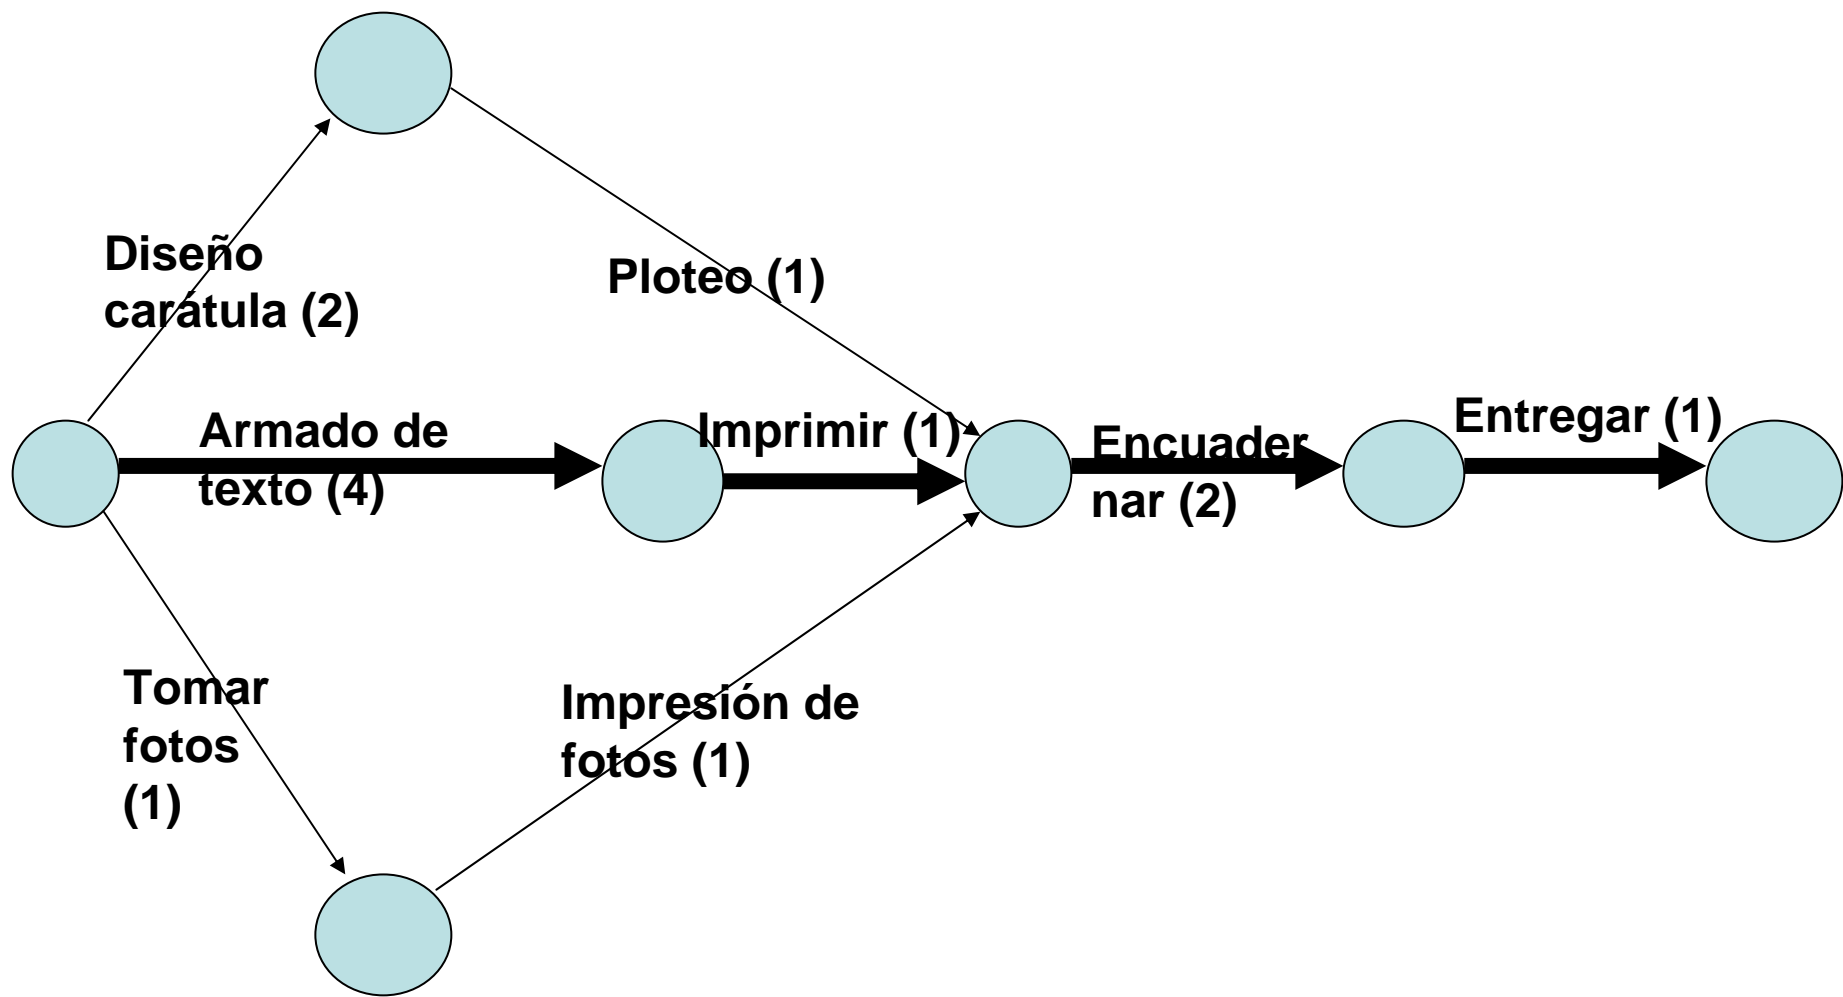 Diseño
carátula (2)
Ploteo (1)
Armado de
texto (4)
Imprimir (1)
Encuader
nar (2)
Entregar (1)
Tomar
fotos
(1)
Impresión de
fotos (1)